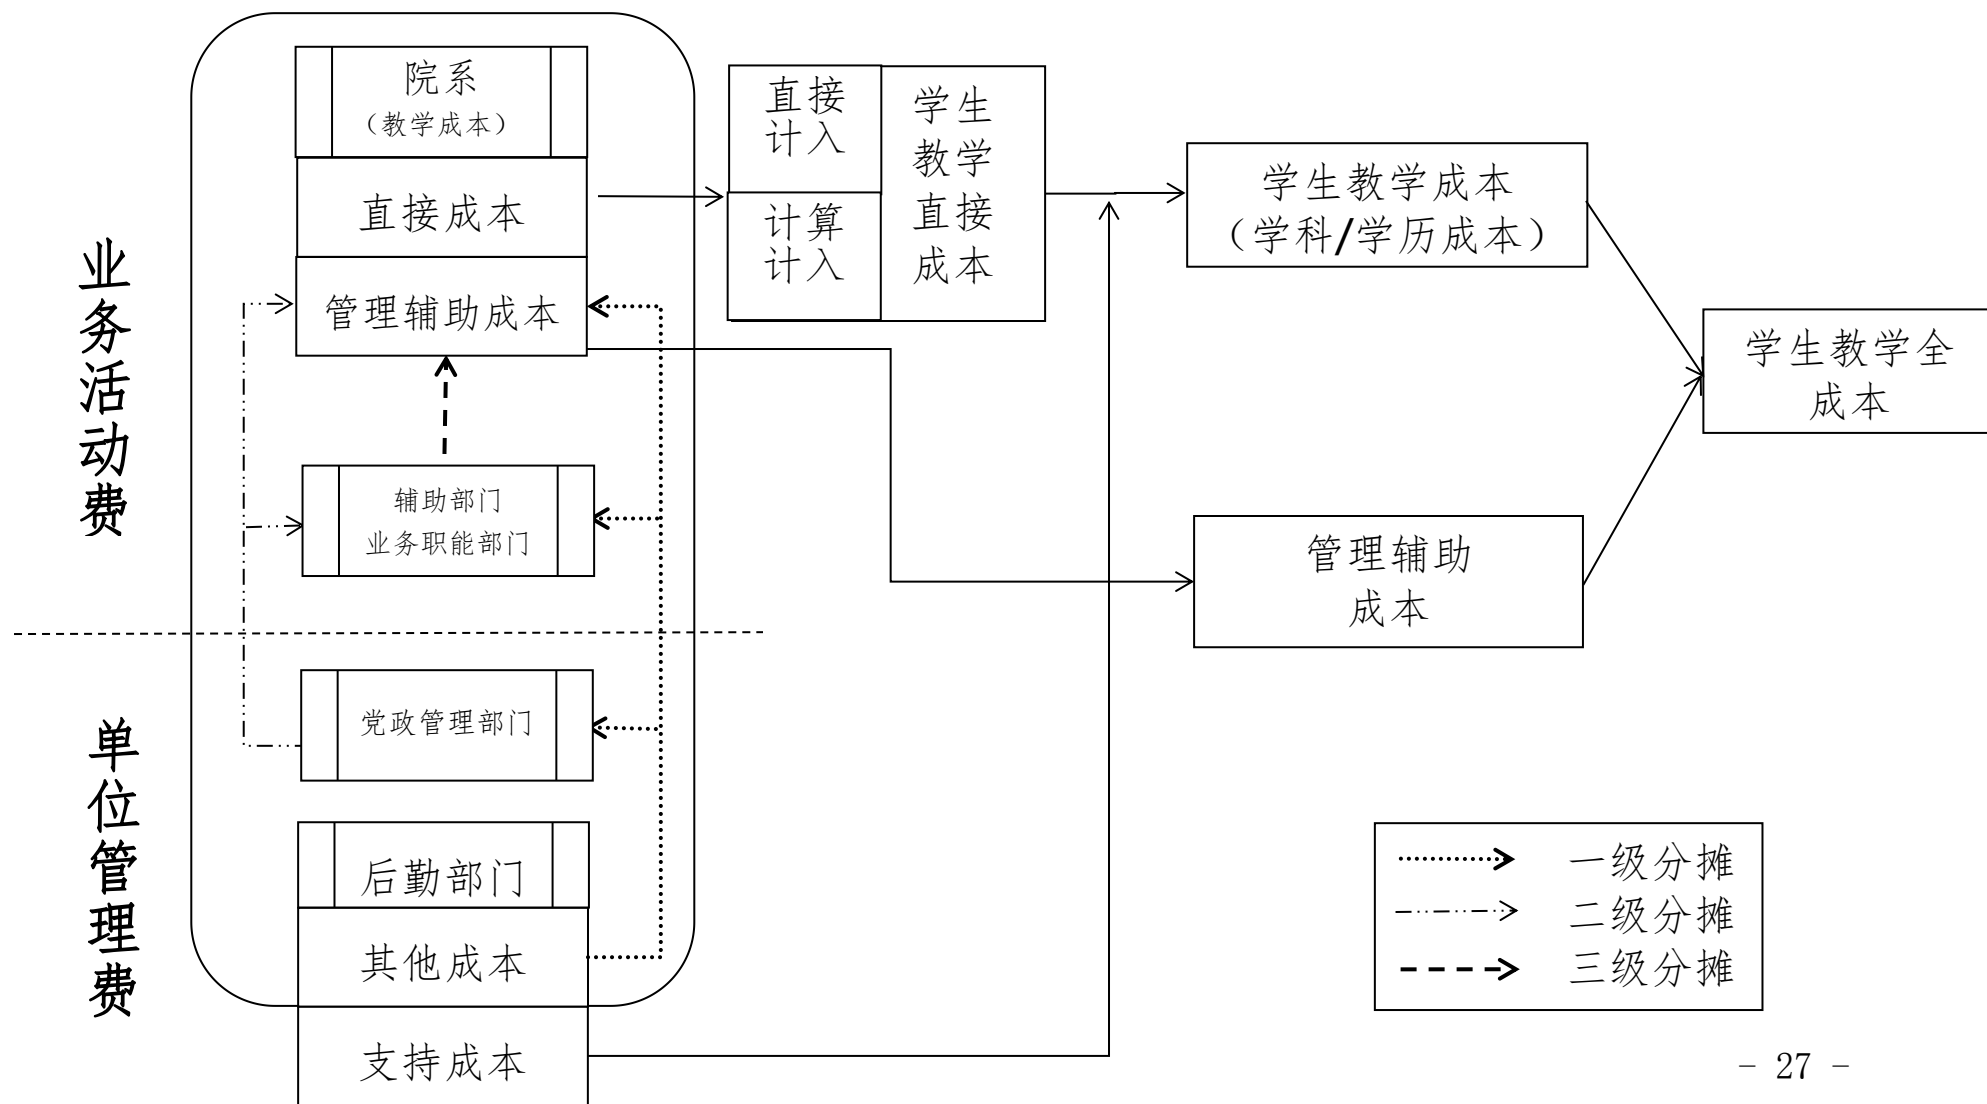 业务活动费
单位管理费
院系
（教学成本）
直接成本
管理辅助成本
辅助部门
业务职能部门
党政管理部门
后勤部门
其他成本
支持成本
直接
计入
计算
计入
学生
教学
直接
成本
学生教学成本
（学科/学历成本）
管理辅助
成本
学生教学全
成本
一级分摊
二级分摊
三级分摊
- 27 -